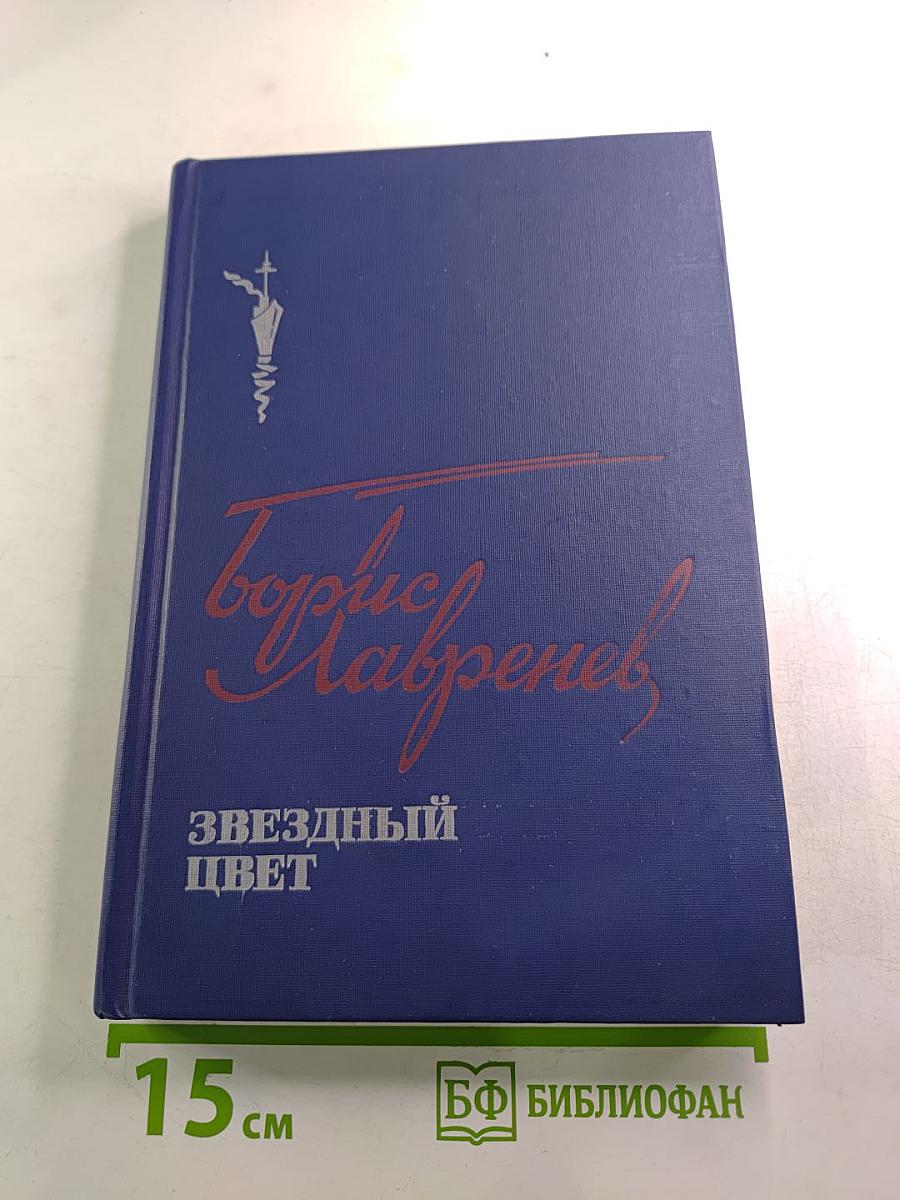 Борис
Лавренев
ЗВЕЗДНЫЙ
ЦВЕТ
15 см
БФ БИБЛИОФАН